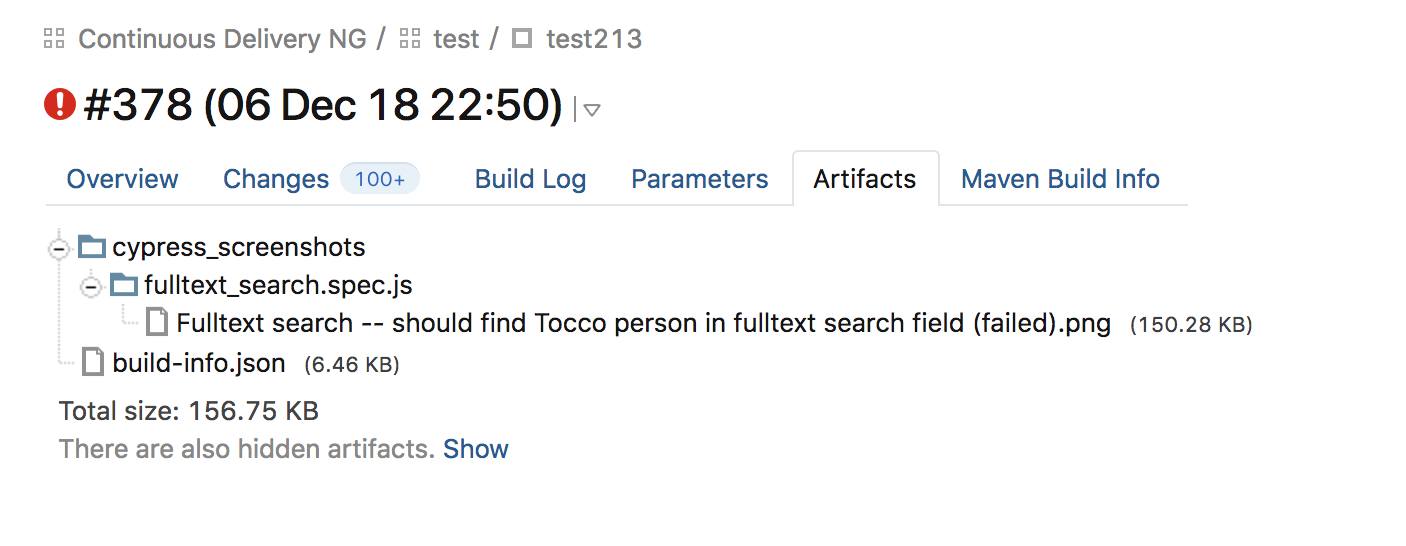 Continuous Delivery NG / test / test213
#378 (06 Dec 18 22:50)
Overview Changes 100+ Build Log Parameters Artifacts Maven Build Info
cypress_screenshots
fulltext_search.spec.js
Fulltext search -- should find Tocco person in fulltext search field (failed).png (150.28 KB)
build-info.json (6.46 KB)
Total size: 156.75 KB
There are also hidden artifacts. Show